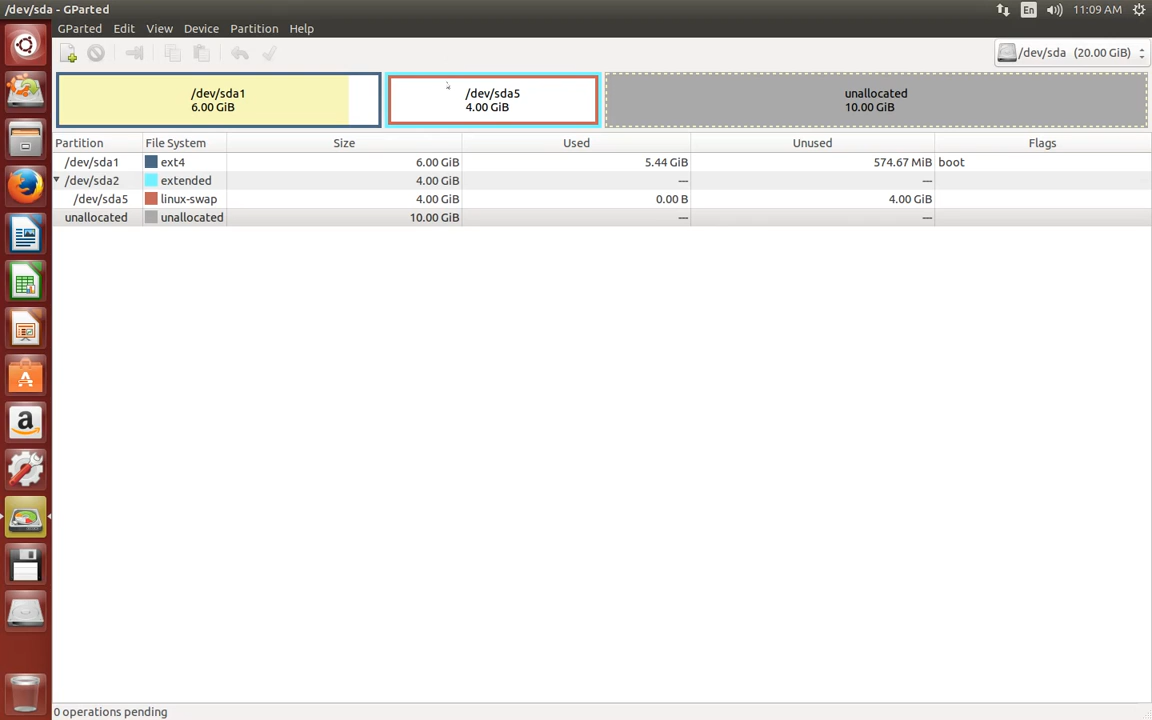 /dev/sda - GParted
En
11:09 AM
GParted Edit View Device Partition Help
/dev/sda (20.00 GiB)
/dev/sda1
6.00 GiB
/dev/sda5
4.00 GiB
unallocated
10.00 GiB
Partition File System Size Used Unused Flags
/dev/sda1 ext4 6.00 GiB 5.44 GiB 574.67 MiB boot
/dev/sda2 extended 4.00 GiB — —
/dev/sda5 linux-swap 4.00 GiB 0.00 B 4.00 GiB
unallocated unallocated 10.00 GiB — —
0 operations pending